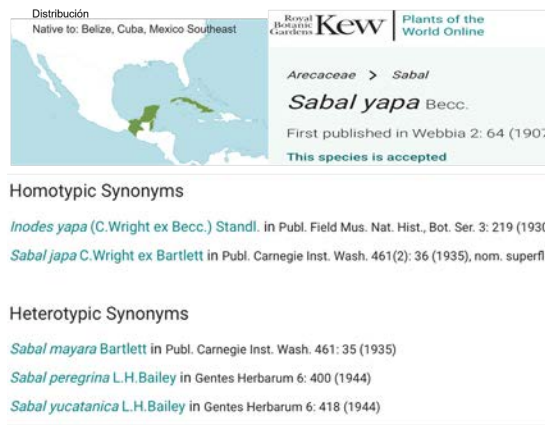 Distribución
Native to: Belize, Cuba, Mexico Southeast
Royal
Botanic
Gardens
Kew
Plants of the
World Online
Arecaceae > Sabal
Sabal yapa Becc.
First published in Webbia 2: 64 (1907
This species is accepted
Homotypic Synonyms
Inodes yapa (C.Wright ex Becc.) Standl. in Publ. Field Mus. Nat. Hist., Bot. Ser. 3: 219 (1930
Sabal japa C.Wright ex Bartlett in Publ. Carnegie Inst. Wash. 461(2): 36 (1935), nom. superfl
Heterotypic Synonyms
Sabal mayara Bartlett in Publ. Carnegie Inst. Wash. 461: 35 (1935)
Sabal peregrina L.H.Bailey in Gentes Herbarum 6: 400 (1944)
Sabal yucatanica L.H.Bailey in Gentes Herbarum 6: 418 (1944)